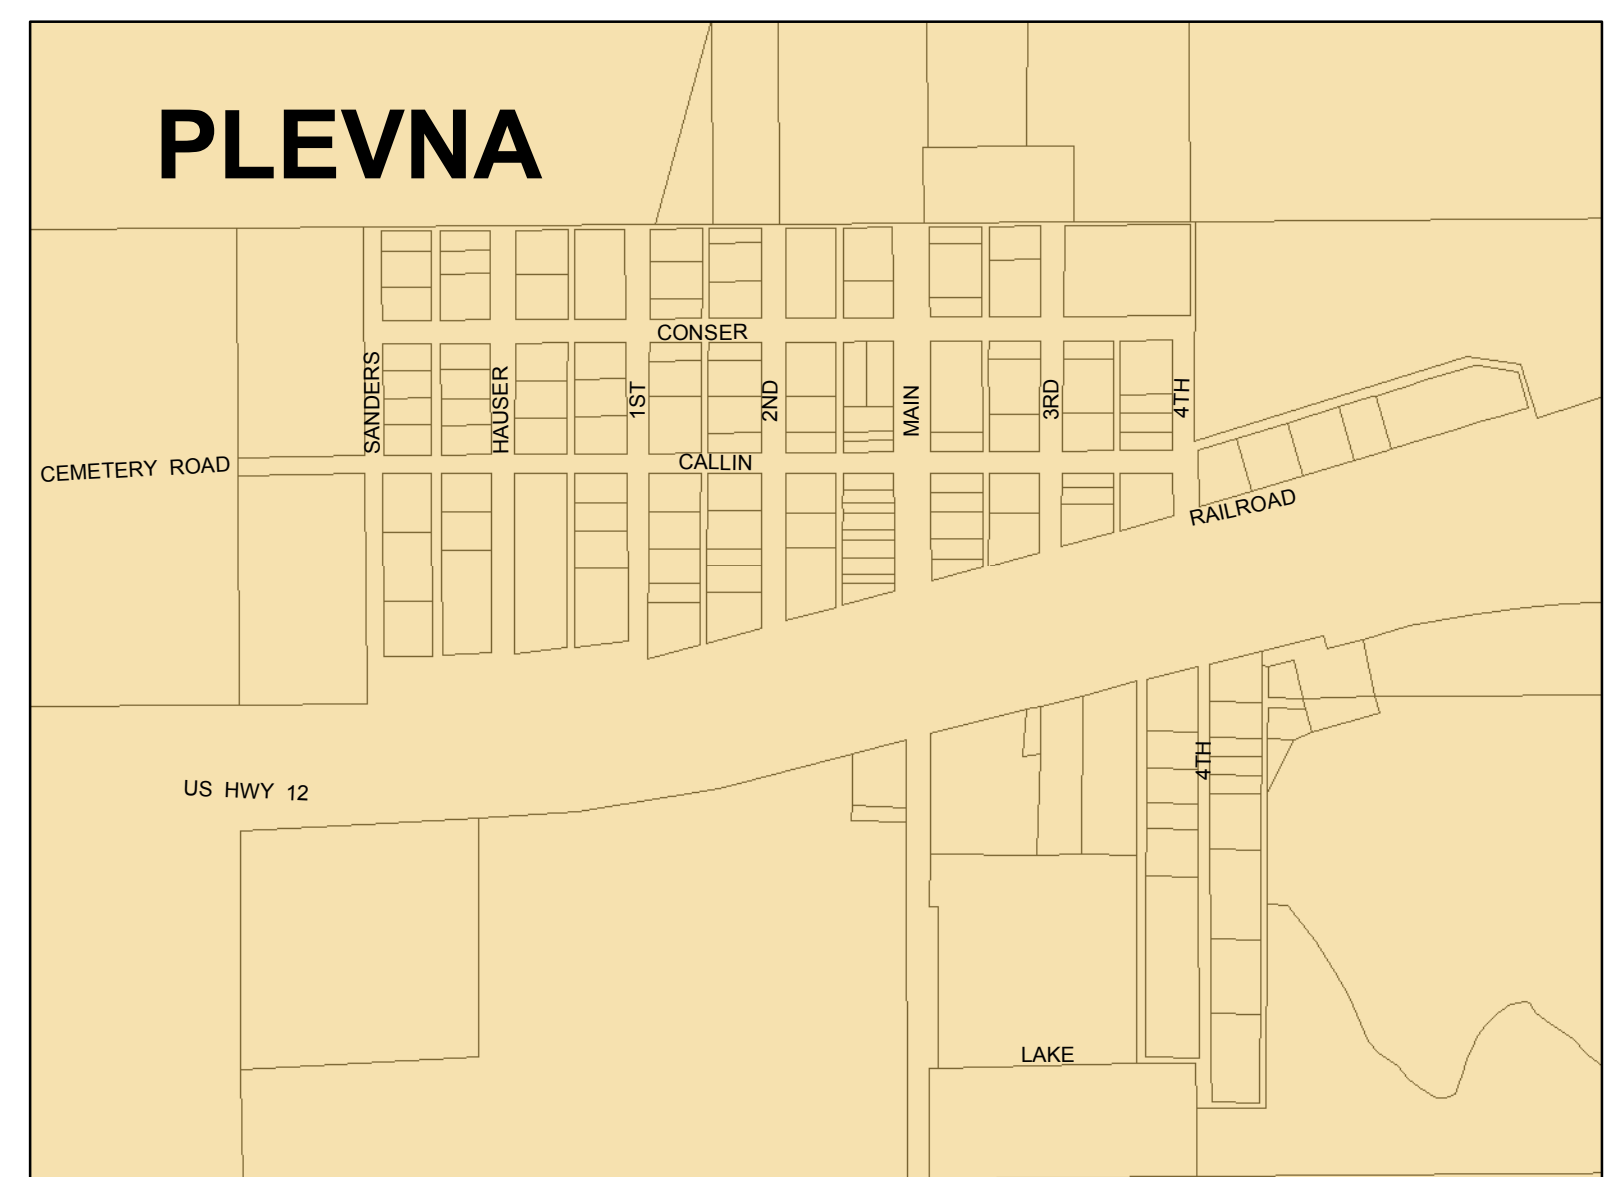 PLEVNA
CONSER
SANDERS
HAUSER
1ST
2ND
MAIN
3RD
4TH
CEMETERY ROAD
CALLIN
RAILROAD
4TH
US HWY 12
LAKE